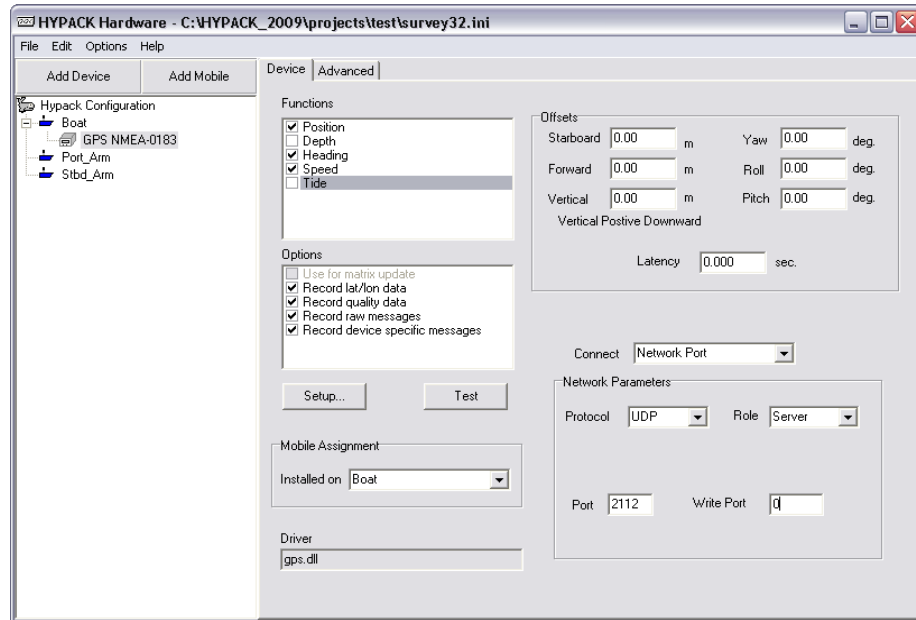 HYPACK Hardware - C:\HYPACK_2009\projects\test\survey32.ini
File Edit Options Help
Add Device Add Mobile
Hypack Configuration
Boat
GPS NMEA-0183
Port_Arm
Stbd_Arm
Device Advanced
Functions
Position
Depth
Heading
Speed
Tide
Options
Use for matrix update
Record lat/lon data
Record quality data
Record raw messages
Record device specific messages
Setup... Test
Mobile Assignment
Installed on Boat
Driver
gps.dll
Offsets
Starboard 0.00 m Yaw 0.00 deg.
Forward 0.00 m Roll 0.00 deg.
Vertical 0.00 m Pitch 0.00 deg.
Vertical Postive Downward
Latency 0.000 sec.
Connect Network Port
Network Parameters
Protocol UDP Role Server
Port 2112 Write Port 0